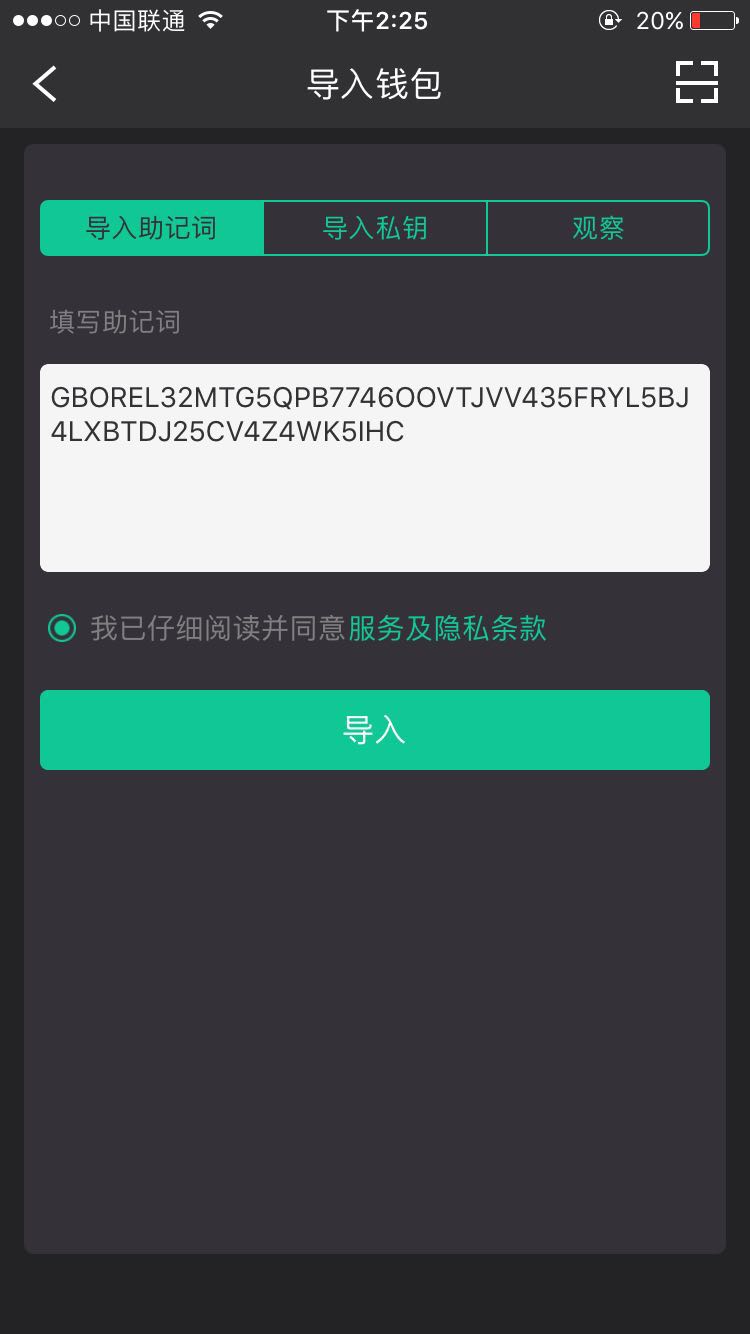 中国联通 下午2:25 20%
导入钱包
导入助记词 导入私钥 观察
填写助记词
GBOREL32MTG5QPB7746OOVTJVV435FRYL5BJ
4LXBTDJ25CV4Z4WK5IHC
我已仔细阅读并同意服务及隐私条款
导入